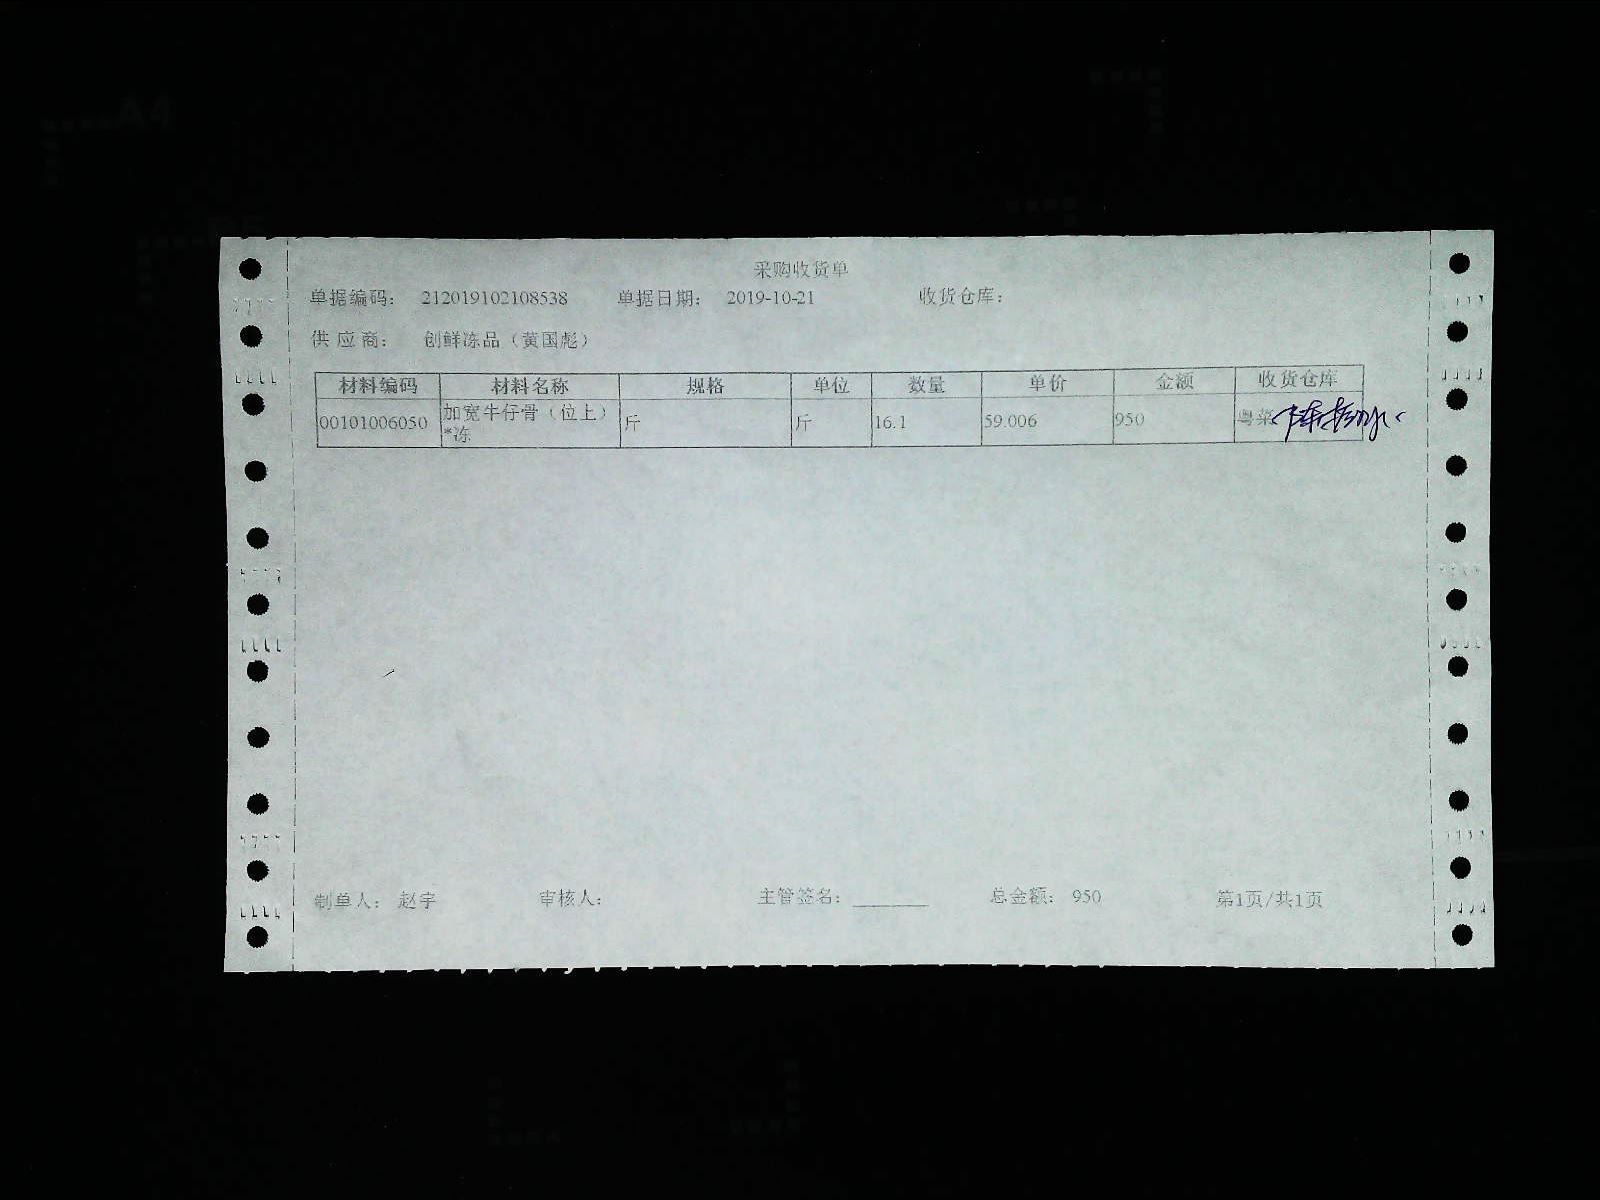 采购收货单
单据编码： 212019102108538 单据日期： 2019-10-21 收货仓库：
供应商： 创鲜冻品（黄国彪）
材料编码 材料名称 规格 单位 数量 单价 金额 收货仓库
00101006050 加宽牛仔骨（位上）*冻 斤 斤 16.1 59.006 950 粤菜
制单人： 赵宇 审核人： 主管签名： 总金额： 950 第1页/共1页